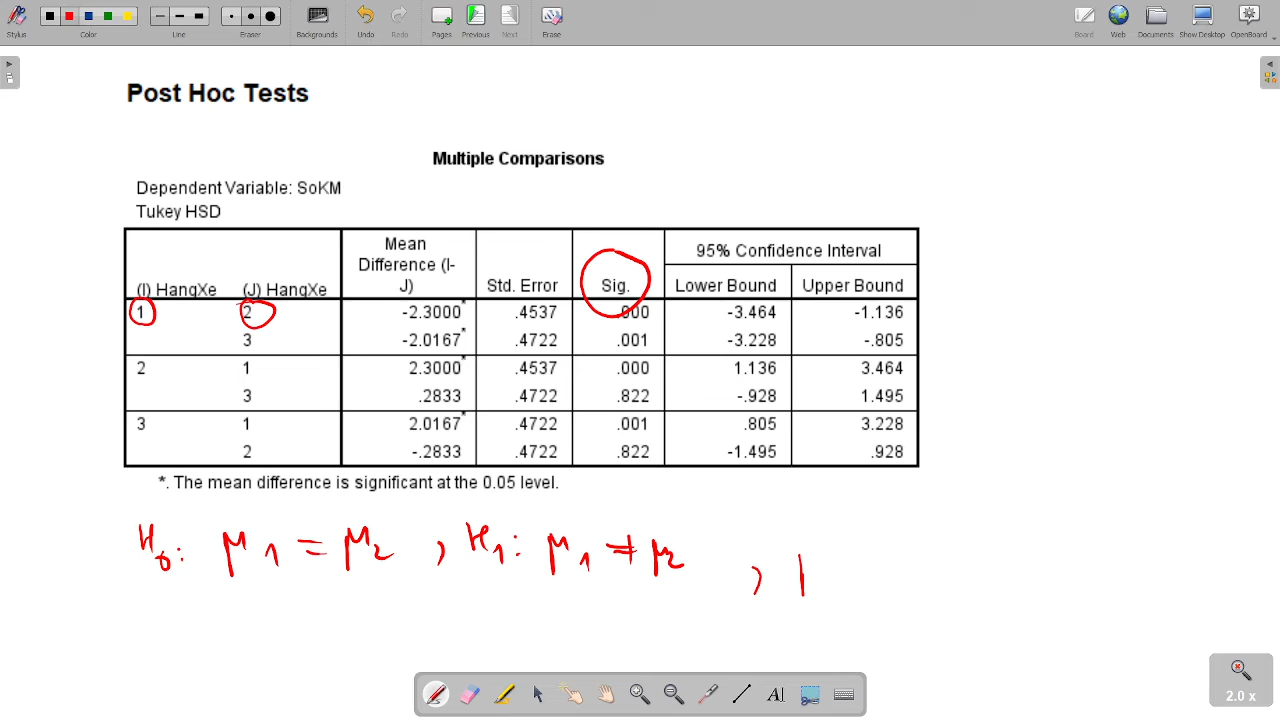 Stylus Color Line Eraser Backgrounds Undo Redo Pages Previous Next Erase Board Web Documents Show Desktop OpenBoard
Post Hoc Tests
Multiple Comparisons
Dependent Variable: SoKM
Tukey HSD
(I) HangXe (J) HangXe Mean Difference (I-J) Std. Error Sig. 95% Confidence Interval
Lower Bound Upper Bound
1 2 -2.3000* .4537 .000 -3.464 -1.136
3 -2.0167* .4722 .001 -3.228 -.805
2 1 2.3000* .4537 .000 1.136 3.464
3 .2833 .4722 .822 -.928 1.495
3 1 2.0167* .4722 .001 .805 3.228
2 -.2833 .4722 .822 -1.495 .928
*. The mean difference is significant at the 0.05 level.
H₀: μ₁ = μ₂ , H₁: μ₁ ≠ μ₂ ,
2.0 x